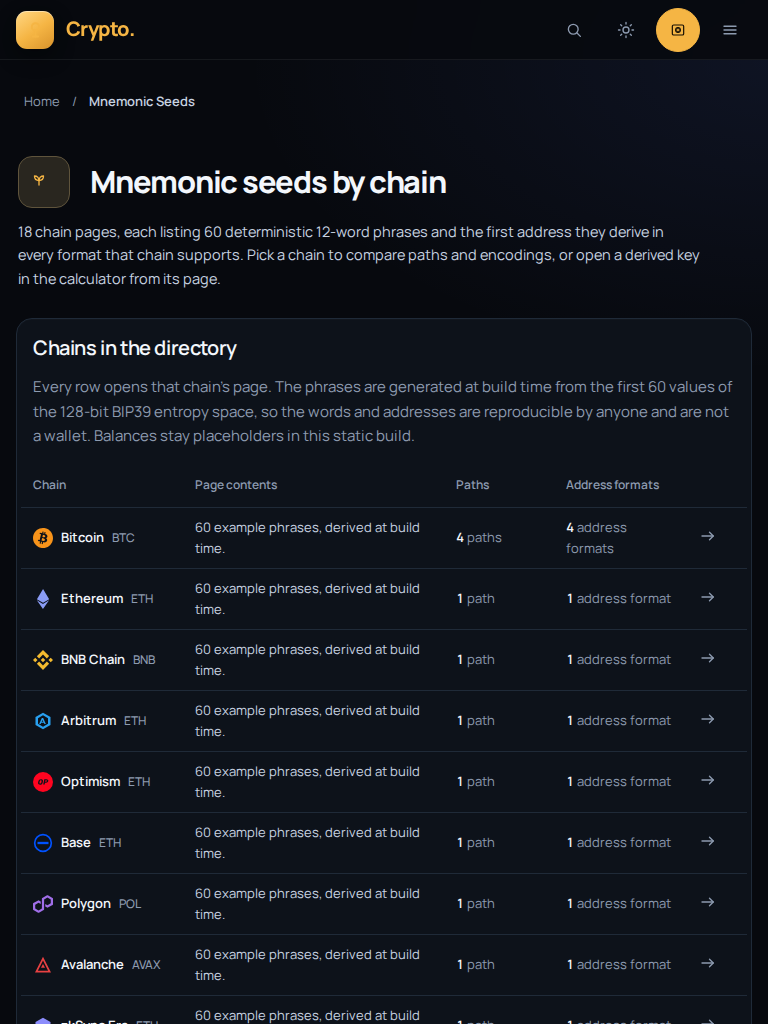 Crypto.
Home / Mnemonic Seeds
Mnemonic seeds by chain
18 chain pages, each listing 60 deterministic 12-word phrases and the first address they derive in
every format that chain supports. Pick a chain to compare paths and encodings, or open a derived key
in the calculator from its page.
Chains in the directory
Every row opens that chain's page. The phrases are generated at build time from the first 60 values of
the 128-bit BIP39 entropy space, so the words and addresses are reproducible by anyone and are not
a wallet. Balances stay placeholders in this static build.
Chain Page contents Paths Address formats
Bitcoin BTC 60 example phrases, derived at build time. 4 paths 4 address formats
Ethereum ETH 60 example phrases, derived at build time. 1 path 1 address format
BNB Chain BNB 60 example phrases, derived at build time. 1 path 1 address format
Arbitrum ETH 60 example phrases, derived at build time. 1 path 1 address format
Optimism ETH 60 example phrases, derived at build time. 1 path 1 address format
Base ETH 60 example phrases, derived at build time. 1 path 1 address format
Polygon POL 60 example phrases, derived at build time. 1 path 1 address format
Avalanche AVAX 60 example phrases, derived at build time. 1 path 1 address format
zkSync Era ETH 60 example phrases, derived at build 1 path 1 address format